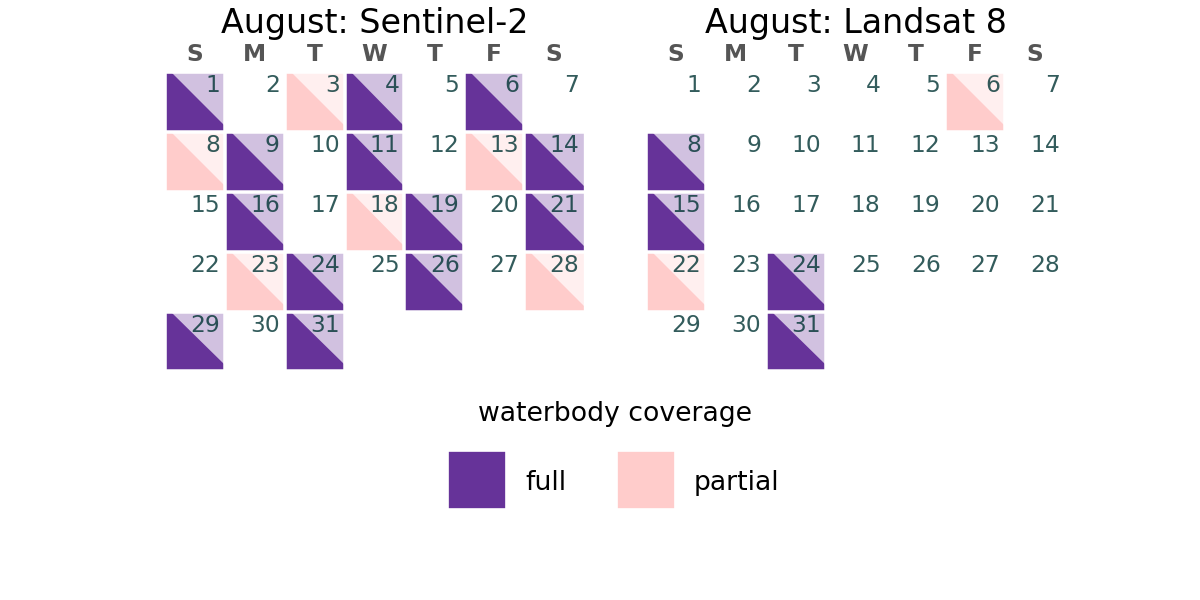 August: Sentinel-2
S M T W T F S
1 2 3 4 5 6 7
8 9 10 11 12 13 14
15 16 17 18 19 20 21
22 23 24 25 26 27 28
29 30 31
August: Landsat 8
S M T W T F S
1 2 3 4 5 6 7
8 9 10 11 12 13 14
15 16 17 18 19 20 21
22 23 24 25 26 27 28
29 30 31
waterbody coverage
full partial